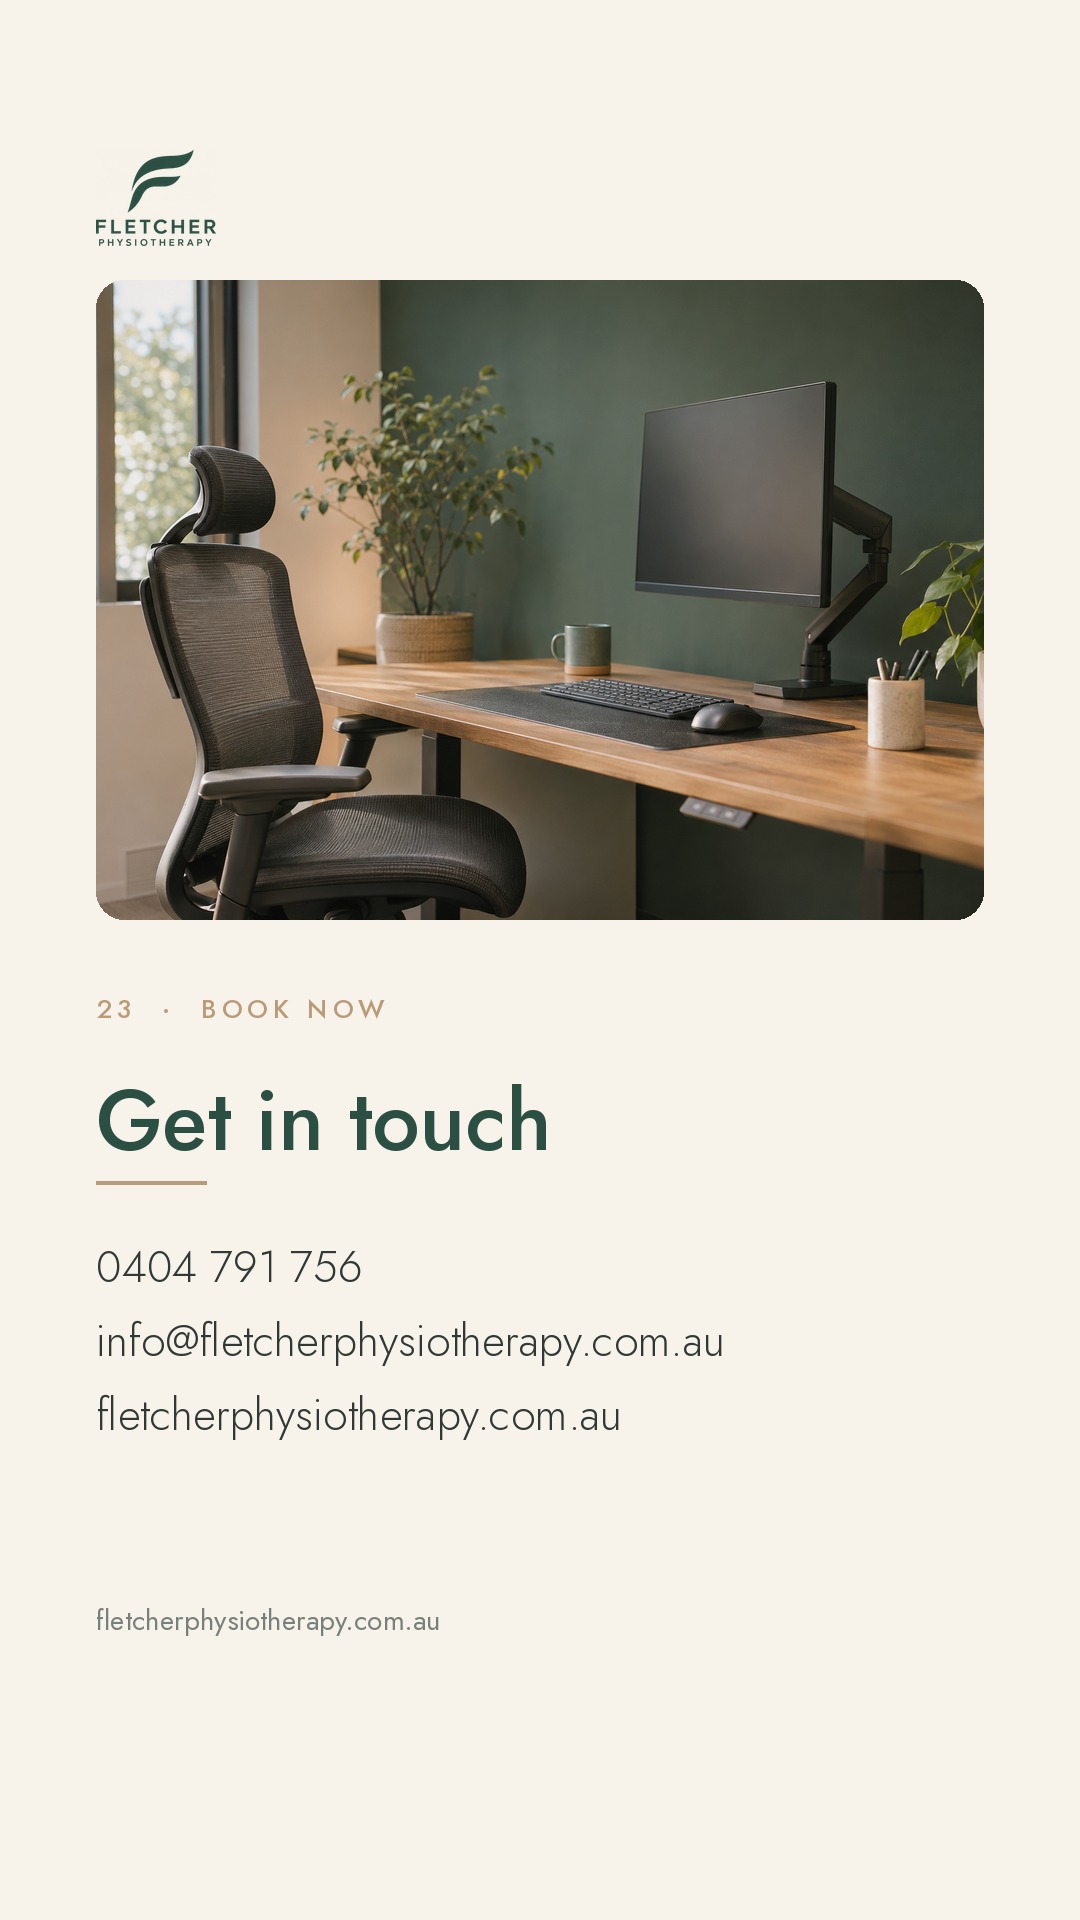 FLETCHER
PHYSIOTHERAPY
23 · BOOK NOW
Get in touch
0404 791 756
info@fletcherphysiotherapy.com.au
fletcherphysiotherapy.com.au
fletcherphysiotherapy.com.au